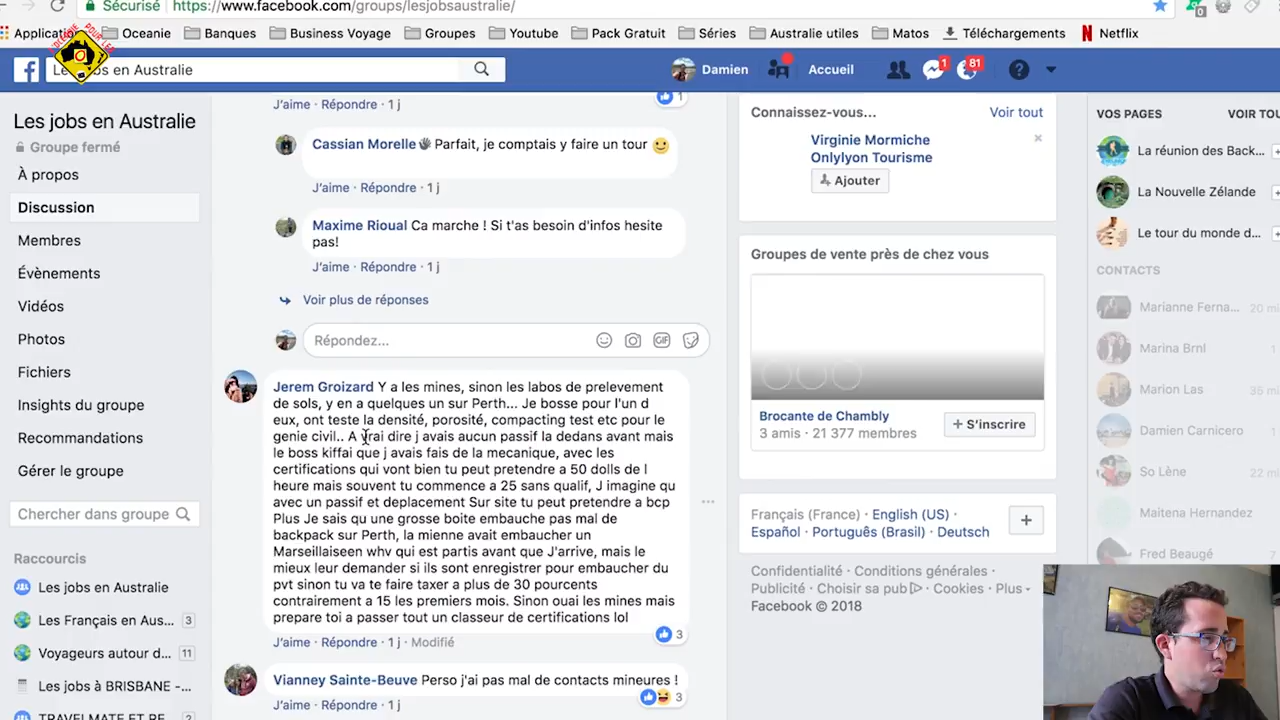 Sécurisé https://www.facebook.com/groups/lesjobsaustralie/
Oceanie Banques Business Voyage Groupes Youtube Pack Gratuit Séries Australie utiles Matos Téléchargements Netflix
Les jobs en Australie
Damien Accueil 1 81
Les jobs en Australie
Groupe fermé
À propos
Discussion
Membres
Évènements
Vidéos
Photos
Fichiers
Insights du groupe
Recommandations
Gérer le groupe
Chercher dans groupe
Raccourcis
Les jobs en Australie
Les Français en Aus... 3
Voyageurs autour d... 11
Les jobs à BRISBANE -...
TRAVELMATE ET RE 2
J'aime · Répondre · 1 j
1
Cassian Morelle Parfait, je comptais y faire un tour
J'aime · Répondre · 1 j
Maxime Rioual Ca marche ! Si t'as besoin d'infos hesite
pas!
J'aime · Répondre · 1 j
Voir plus de réponses
Répondez...
GIF
Jerem Groizard Y a les mines, sinon les labos de prelevement
de sols, y en a quelques un sur Perth... Je bosse pour l'un d
eux, ont teste la densité, porosité, compacting test etc pour le
genie civil.. A vrai dire j avais aucun passif la dedans avant mais
le boss kiffai que j avais fais de la mecanique, avec les
certifications qui vont bien tu peut pretendre a 50 dolls de l
heure mais souvent tu commence a 25 sans qualif, J imagine qu
avec un passif et deplacement Sur site tu peut pretendre a bcp
Plus Je sais qu une grosse boite embauche pas mal de
backpack sur Perth, la mienne avait embaucher un
Marseillaiseen whv qui est partis avant que J'arrive, mais le
mieux leur demander si ils sont enregistrer pour embaucher du
pvt sinon tu va te faire taxer a plus de 30 pourcents
contrairement a 15 les premiers mois. Sinon ouai les mines mais
prepare toi a passer tout un classeur de certifications lol
3
J'aime · Répondre · 1 j · Modifié
Vianney Sainte-Beuve Perso j'ai pas mal de contacts mineures !
3
J'aime · Répondre · 1 j
Connaissez-vous... Voir tout
Virginie Mormiche
Onlylyon Tourisme
Ajouter
Groupes de vente près de chez vous
Brocante de Chambly
3 amis · 21 377 membres
+ S'inscrire
Français (France) · English (US) ·
Español · Português (Brasil) · Deutsch
Confidentialité · Conditions générales ·
Publicité · Choisir sa pub · Cookies · Plus
Facebook © 2018
VOS PAGES VOIR TOU
La réunion des Back...
La Nouvelle Zélande
Le tour du monde d...
CONTACTS
Marianne Ferna... 20 mi
Marina Brnl 1
Marion Las
Damien Carnicero
So Lène 22 m
Maitena Hernandez
Fred Beaugé